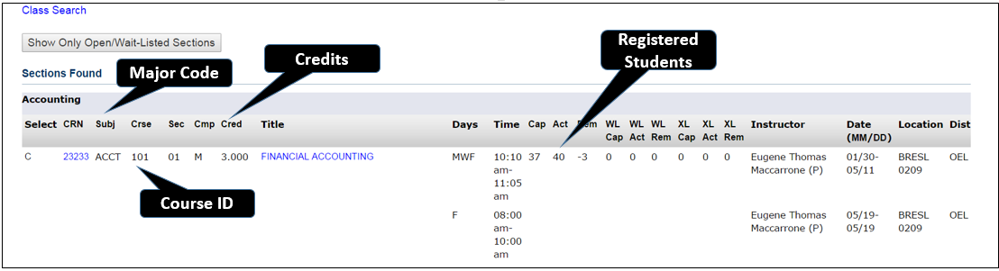 Class Search
Show Only Open/Wait-Listed Sections
Registered
Students
Credits
Major Code
Sections Found
Accounting
Select CRN Subj Crse Sec Cmp Cred Title Days Time Cap Act Rem WL Cap WL Act WL Rem XL Cap XL Act XL Rem Instructor Date (MM/DD) Location Dist
C 23233 ACCT 101 01 M 3.000 FINANCIAL ACCOUNTING MWF 10:10 am-11:05 am 37 40 -3 0 0 0 0 0 0 Eugene Thomas Maccarrone (P) 01/30-05/11 BRESL 0209 OEL
Course ID
F 08:00 am-10:00 am Eugene Thomas Maccarrone (P) 05/19-05/19 BRESL 0209 OEL